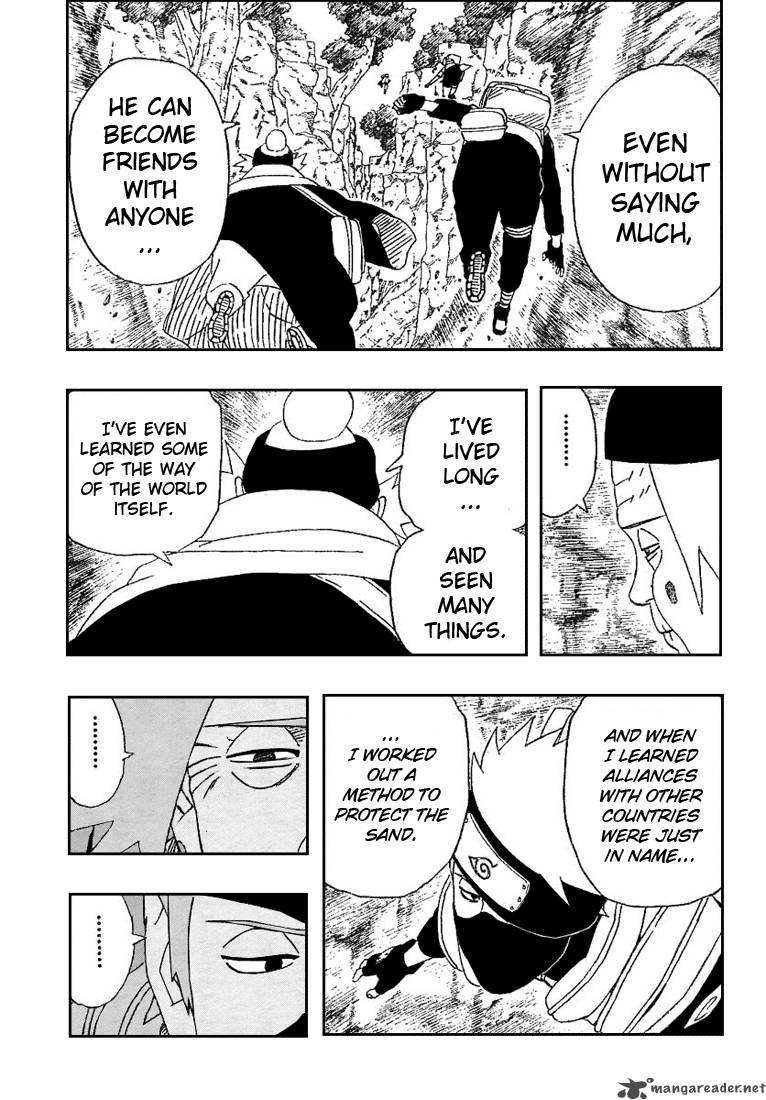 EVEN
WITHOUT
SAYING
MUCH,
HE CAN
BECOME
FRIENDS
WITH
ANYONE
...
.........
I'VE
LIVED
LONG
...
AND
SEEN
MANY
THINGS.
I'VE EVEN
LEARNED SOME
OF THE WAY
OF THE WORLD
ITSELF.
AND WHEN
I LEARNED
ALLIANCES
WITH OTHER
COUNTRIES
WERE JUST
IN NAME...
...
I WORKED
OUT A
METHOD TO
PROTECT THE
SAND.
.........
.........
mangareader.net